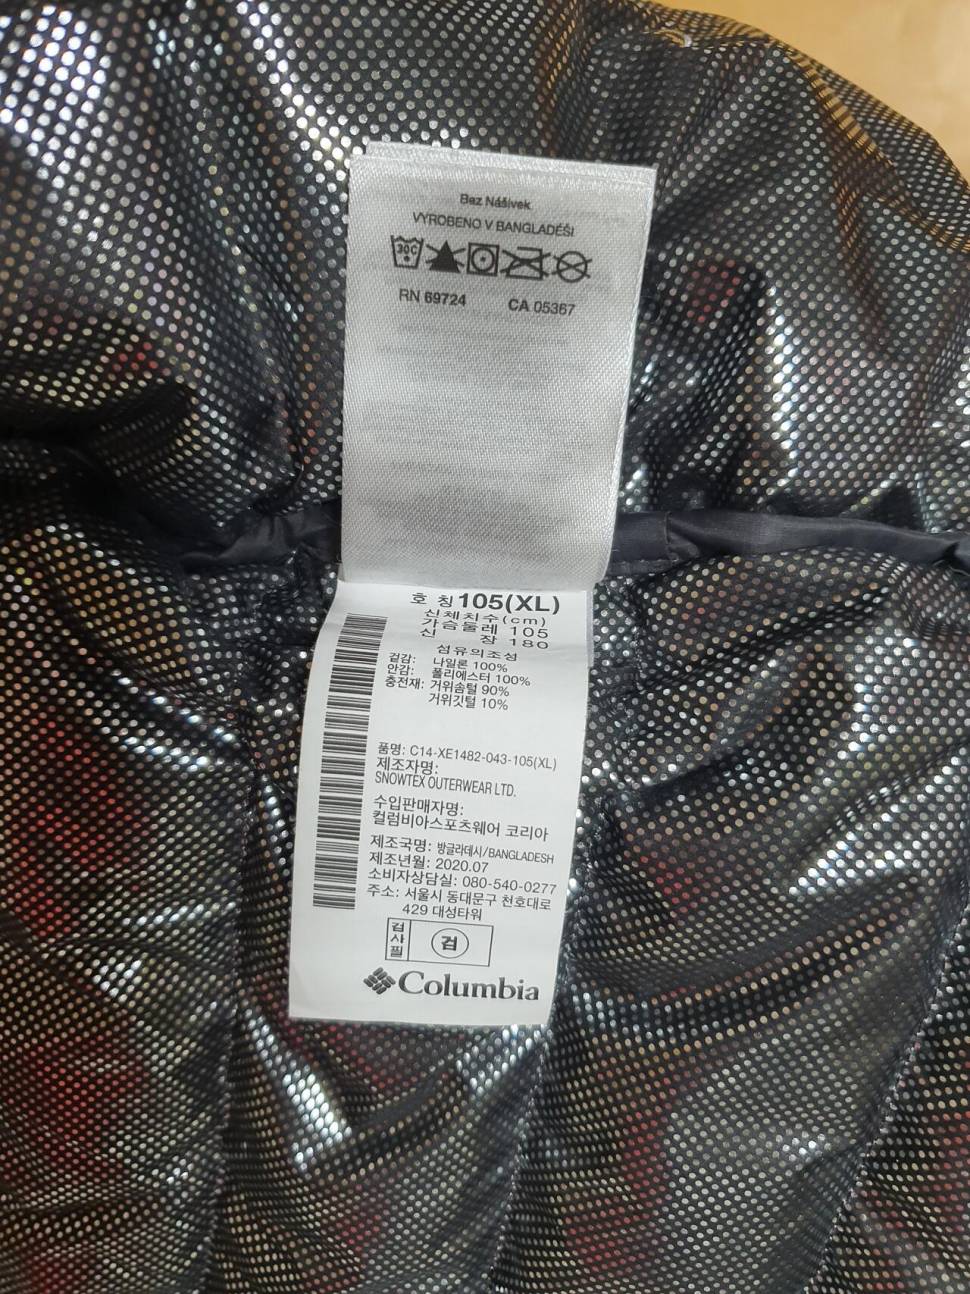 Bez Nášivek
VYROBENO V BANGLADÉŠI
30C
RN 69724 CA 05367
호 칭 105(XL)
신체치수(cm)
가슴둘레 105
신 장 180
섬유의조성
겉감: 나일론 100%
안감: 폴리에스터 100%
충전재: 거위솜털 90%
거위깃털 10%
품명: C14-XE1482-043-105(XL)
제조자명:
SNOWTEX OUTERWEAR LTD.
수입판매자명:
컬럼비아스포츠웨어 코리아
제조국명: 방글라데시/BANGLADESH
제조년월: 2020.07
소비자상담실: 080-540-0277
주소: 서울시 동대문구 천호대로
429 대성타워
검사필 검
Columbia